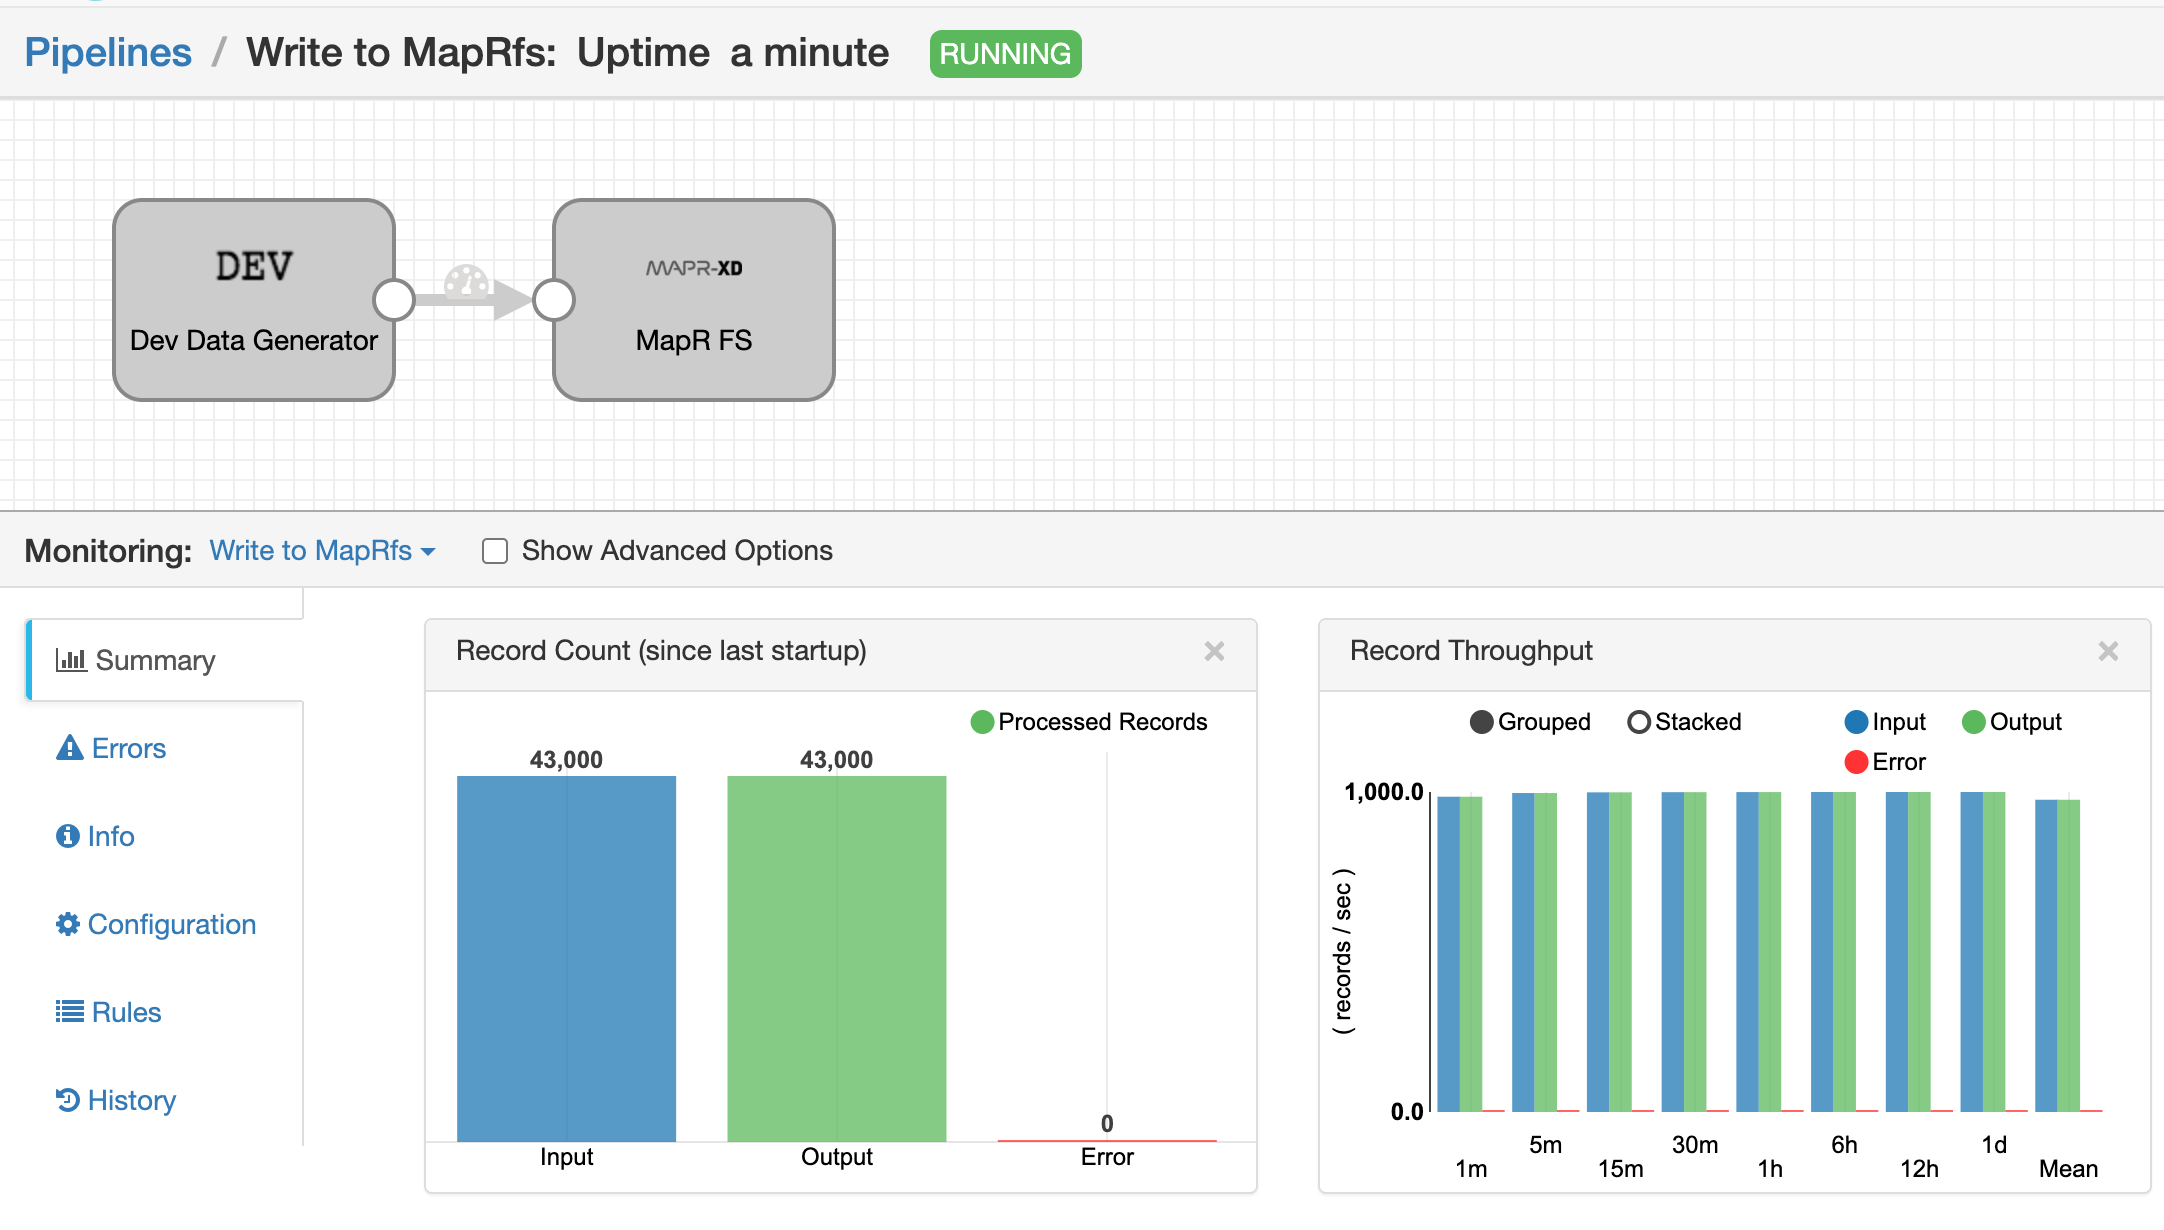 Pipelines / Write to MapRfs: Uptime a minute RUNNING
DEV
Dev Data Generator
MAPR-XD
MapR FS
Monitoring: Write to MapRfs Show Advanced Options
Summary
Errors
Info
Configuration
Rules
History
Record Count (since last startup)
Processed Records
43,000 43,000 0
Input Output Error
Record Throughput
Grouped Stacked Input Output
Error
1,000.0
( records / sec )
0.0
5m 30m 6h 1d
1m 15m 1h 12h Mean